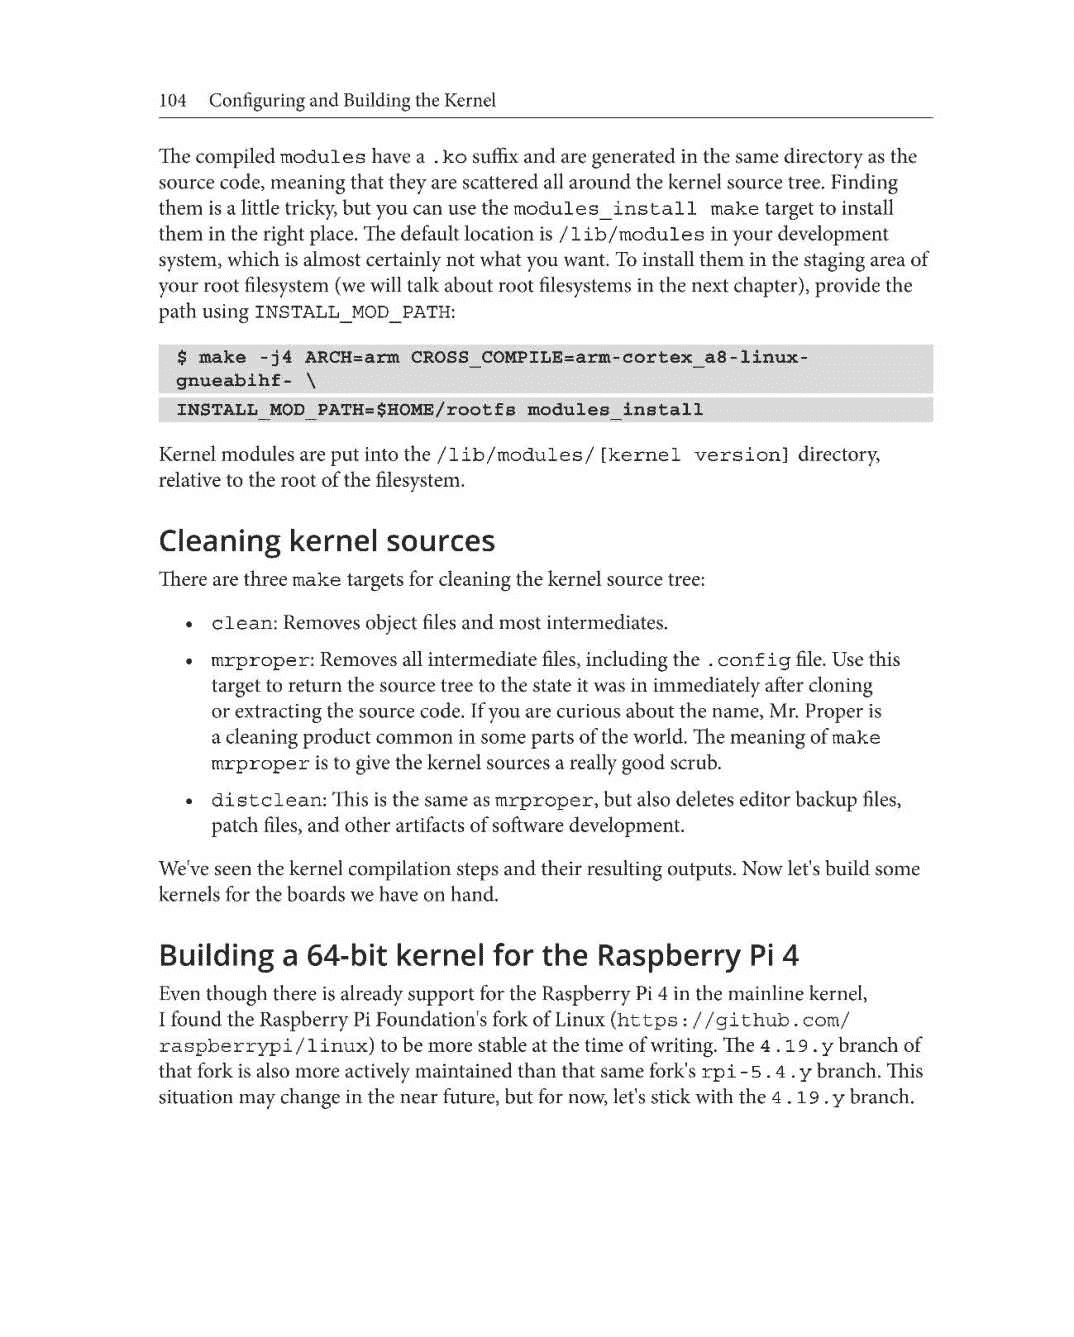 104 Configuring and Building the Kernel
The compiled modules have a .ko suffix and are generated in the same directory as the
source code, meaning that they are scattered all around the kernel source tree. Finding
them is a little tricky, but you can use the modules_install make target to install
them in the right place. The default location is /lib/modules in your development
system, which is almost certainly not what you want. To install them in the staging area of
your root filesystem (we will talk about root filesystems in the next chapter), provide the
path using INSTALL_MOD_PATH:
$ make -j4 ARCH=arm CROSS_COMPILE=arm-cortex_a8-linux-
gnueabihf- \
INSTALL_MOD_PATH=$HOME/rootfs modules_install
Kernel modules are put into the /lib/modules/[kernel version] directory,
relative to the root of the filesystem.
Cleaning kernel sources
There are three make targets for cleaning the kernel source tree:
• clean: Removes object files and most intermediates.
• mrproper: Removes all intermediate files, including the .config file. Use this
target to return the source tree to the state it was in immediately after cloning
or extracting the source code. If you are curious about the name, Mr. Proper is
a cleaning product common in some parts of the world. The meaning of make
mrproper is to give the kernel sources a really good scrub.
• distclean: This is the same as mrproper, but also deletes editor backup files,
patch files, and other artifacts of software development.
We've seen the kernel compilation steps and their resulting outputs. Now let's build some
kernels for the boards we have on hand.
Building a 64-bit kernel for the Raspberry Pi 4
Even though there is already support for the Raspberry Pi 4 in the mainline kernel,
I found the Raspberry Pi Foundation's fork of Linux (https://github.com/
raspberrypi/linux) to be more stable at the time of writing. The 4.19.y branch of
that fork is also more actively maintained than that same fork's rpi-5.4.y branch. This
situation may change in the near future, but for now, let's stick with the 4.19.y branch.